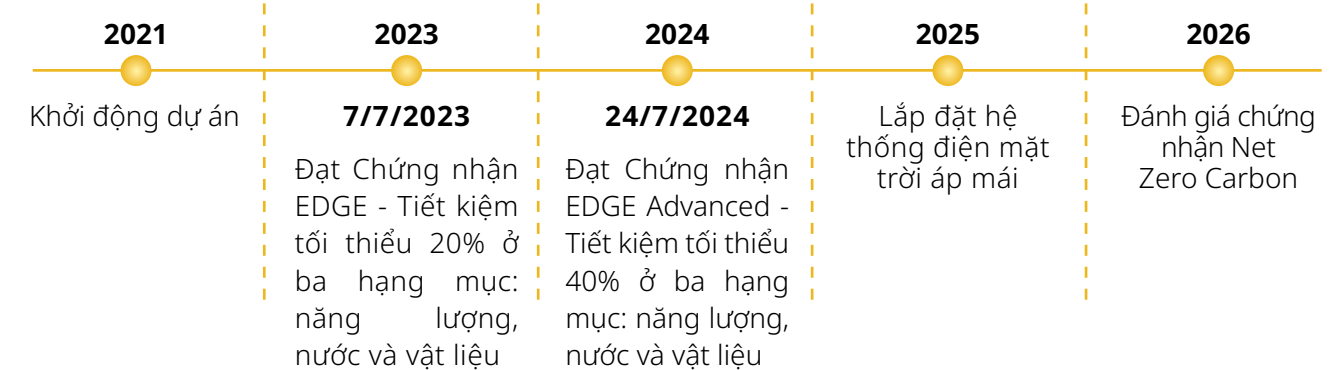 2021
Khởi động dự án
2023
7/7/2023
Đạt Chứng nhận
EDGE - Tiết kiệm
tối thiểu 20% ở
ba hạng mục:
năng lượng,
nước và vật liệu
2024
24/7/2024
Đạt Chứng nhận
EDGE Advanced -
Tiết kiệm tối thiểu
40% ở ba hạng
mục: năng lượng,
nước và vật liệu
2025
Lắp đặt hệ
thống điện mặt
trời áp mái
2026
Đánh giá chứng
nhận Net
Zero Carbon